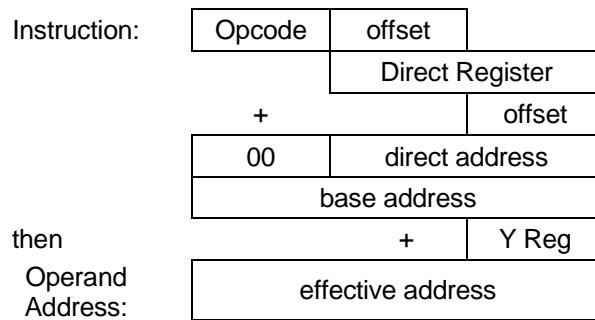 Instruction: Opcode offset
Direct Register
+ offset
00 direct address
base address
then + Y Reg
Operand
Address: effective address